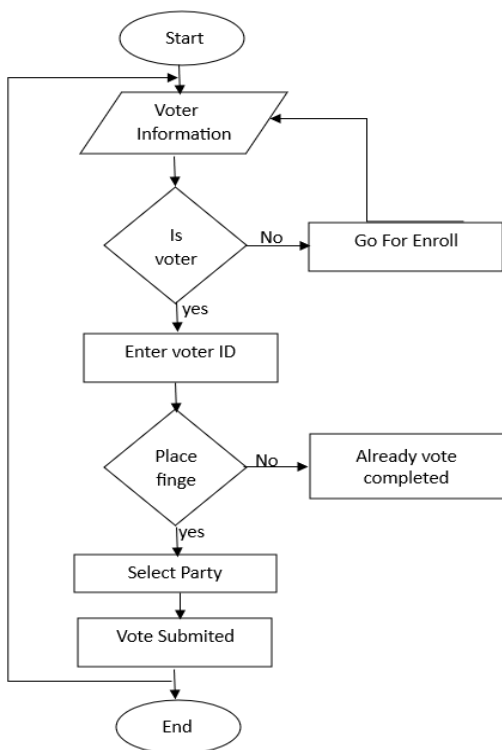 Start
Voter
Information
Is
voter
No
Go For Enroll
yes
Enter voter ID
Place
finge
No
Already vote
completed
yes
Select Party
Vote Submited
End